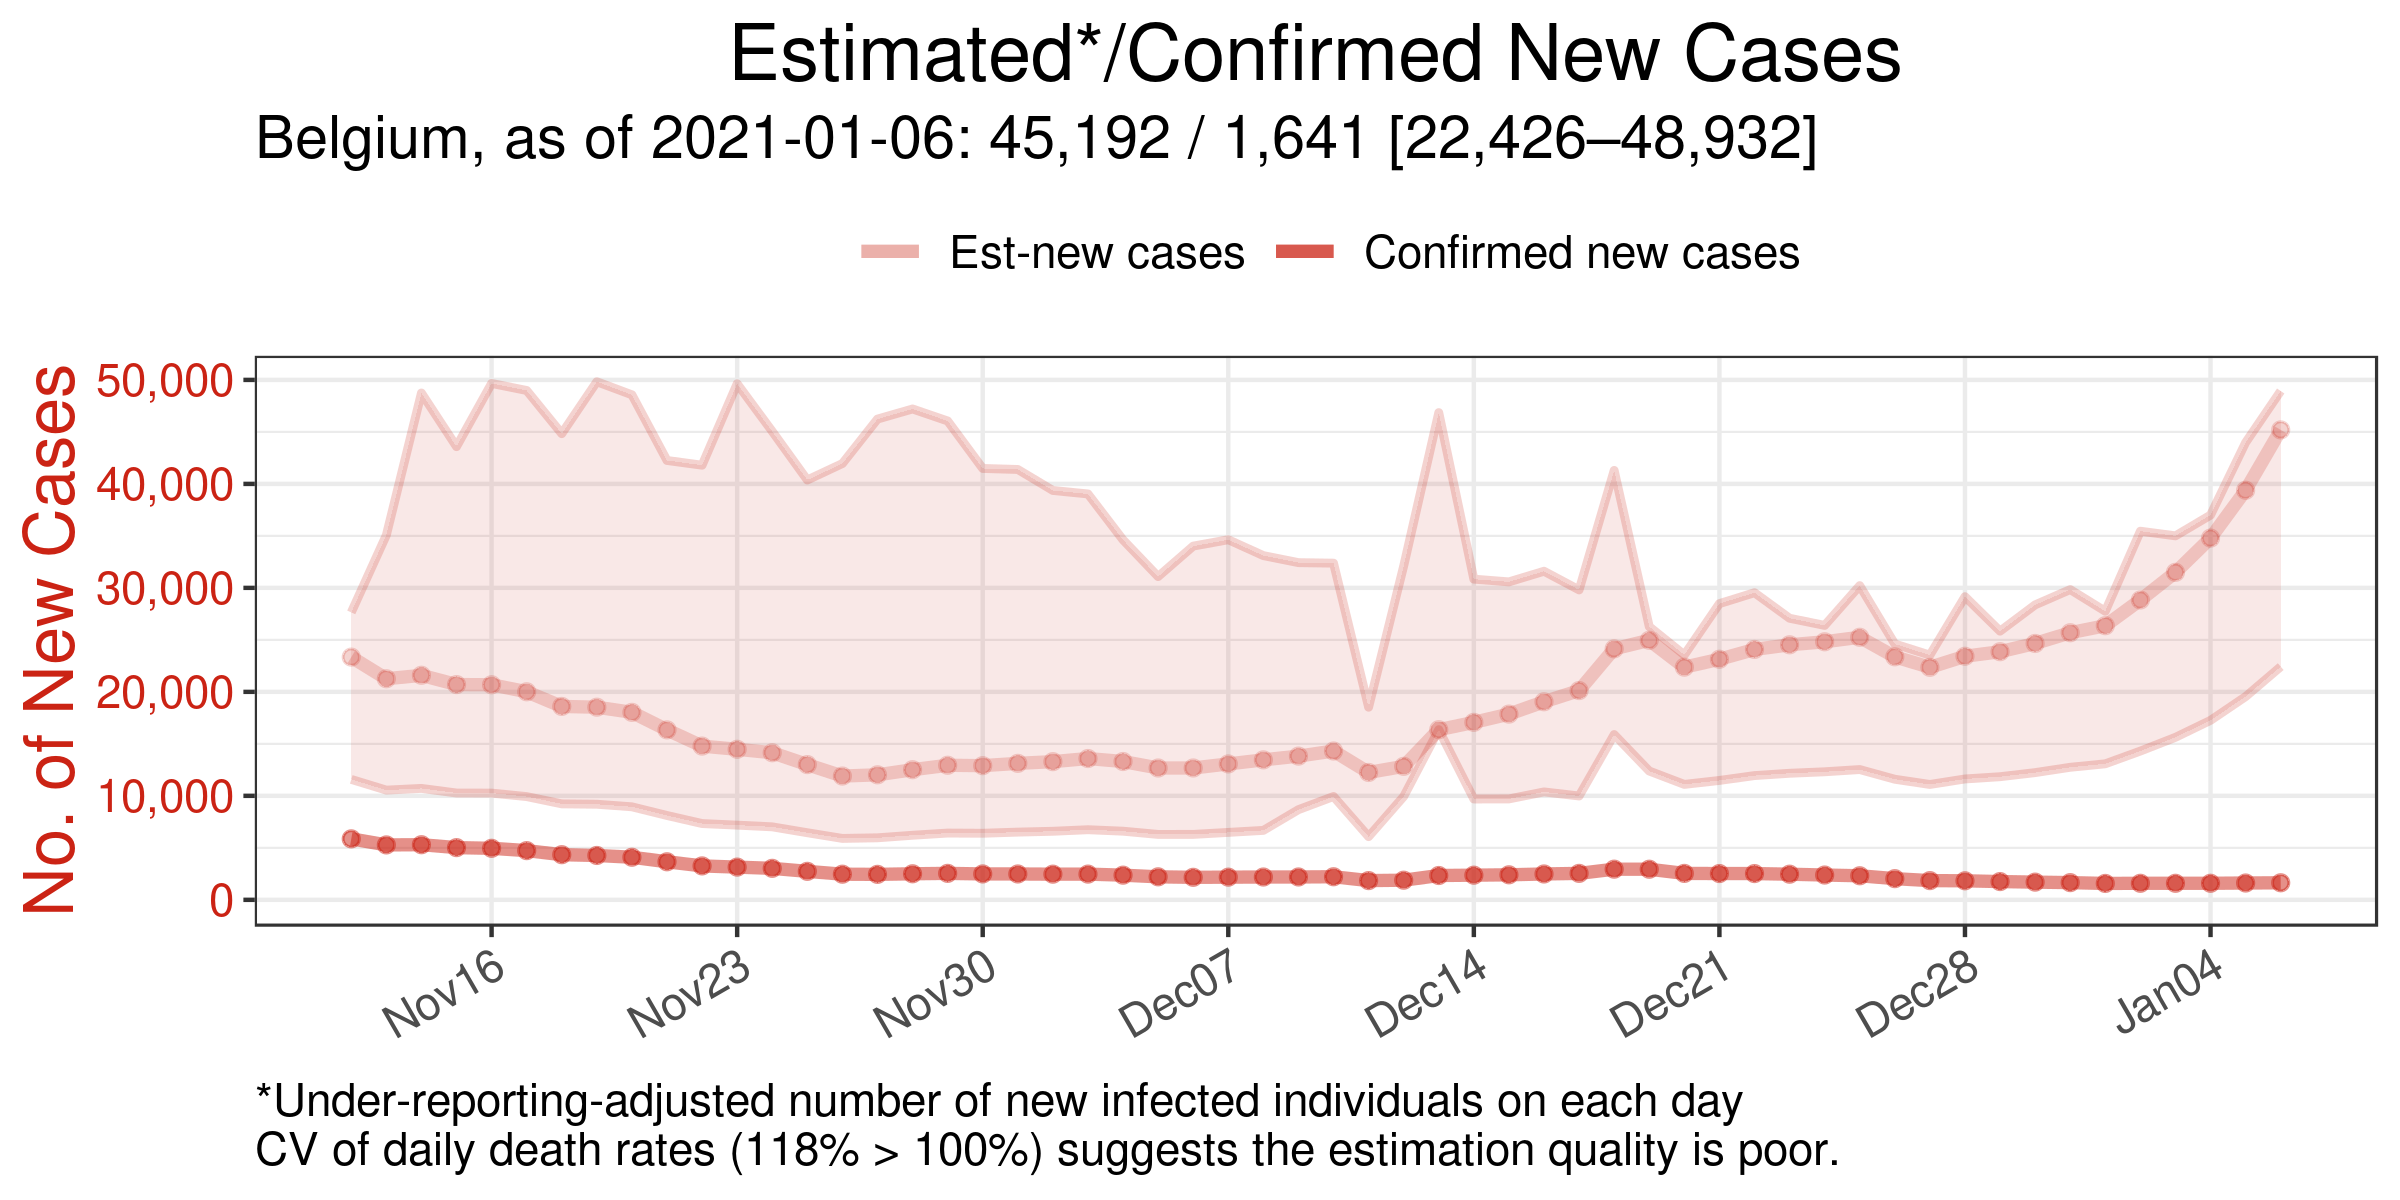 Estimated*/Confirmed New Cases
Belgium, as of 2021-01-06: 45,192 / 1,641 [22,426–48,932]
Est-new cases
Confirmed new cases
No. of New Cases
50,000
40,000
30,000
20,000
10,000
0
Nov16
Nov23
Nov30
Dec07
Dec14
Dec21
Dec28
Jan04
*Under-reporting-adjusted number of new infected individuals on each day
CV of daily death rates (118% > 100%) suggests the estimation quality is poor.